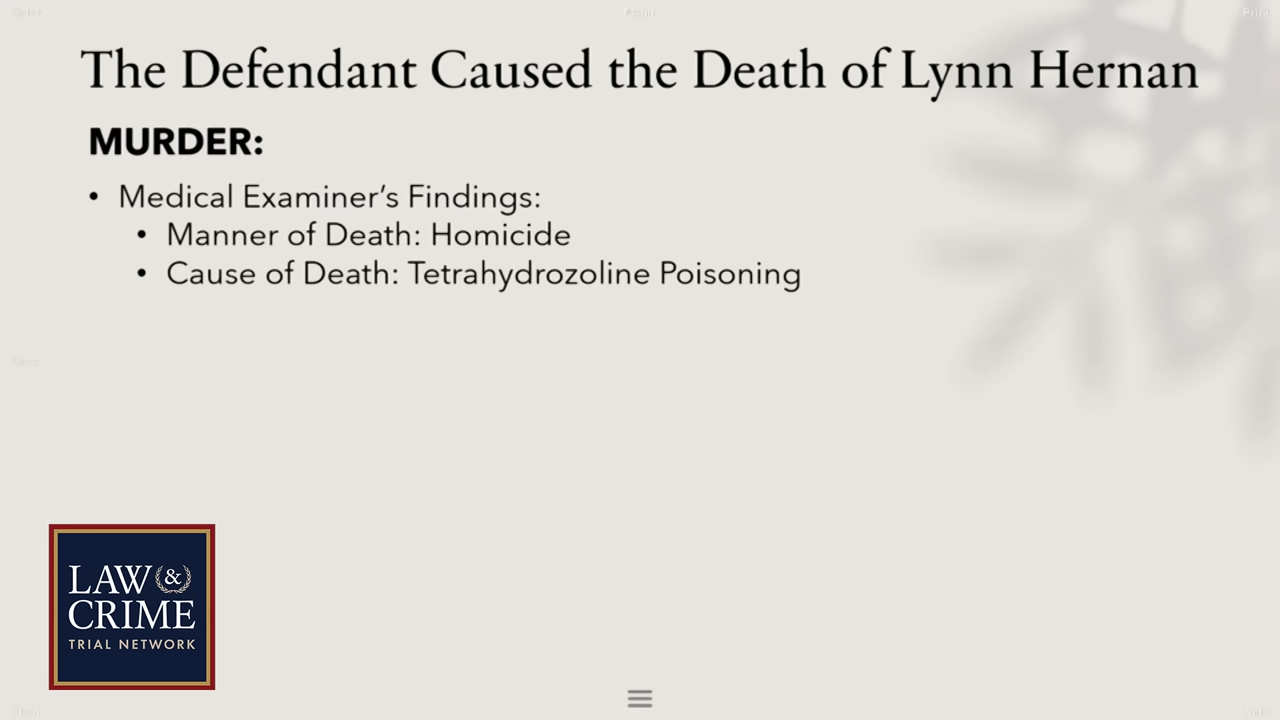 The Defendant Caused the Death of Lynn Hernan
MURDER:
• Medical Examiner's Findings:
• Manner of Death: Homicide
• Cause of Death: Tetrahydrozoline Poisoning
LAW &
CRIME
TRIAL NETWORK